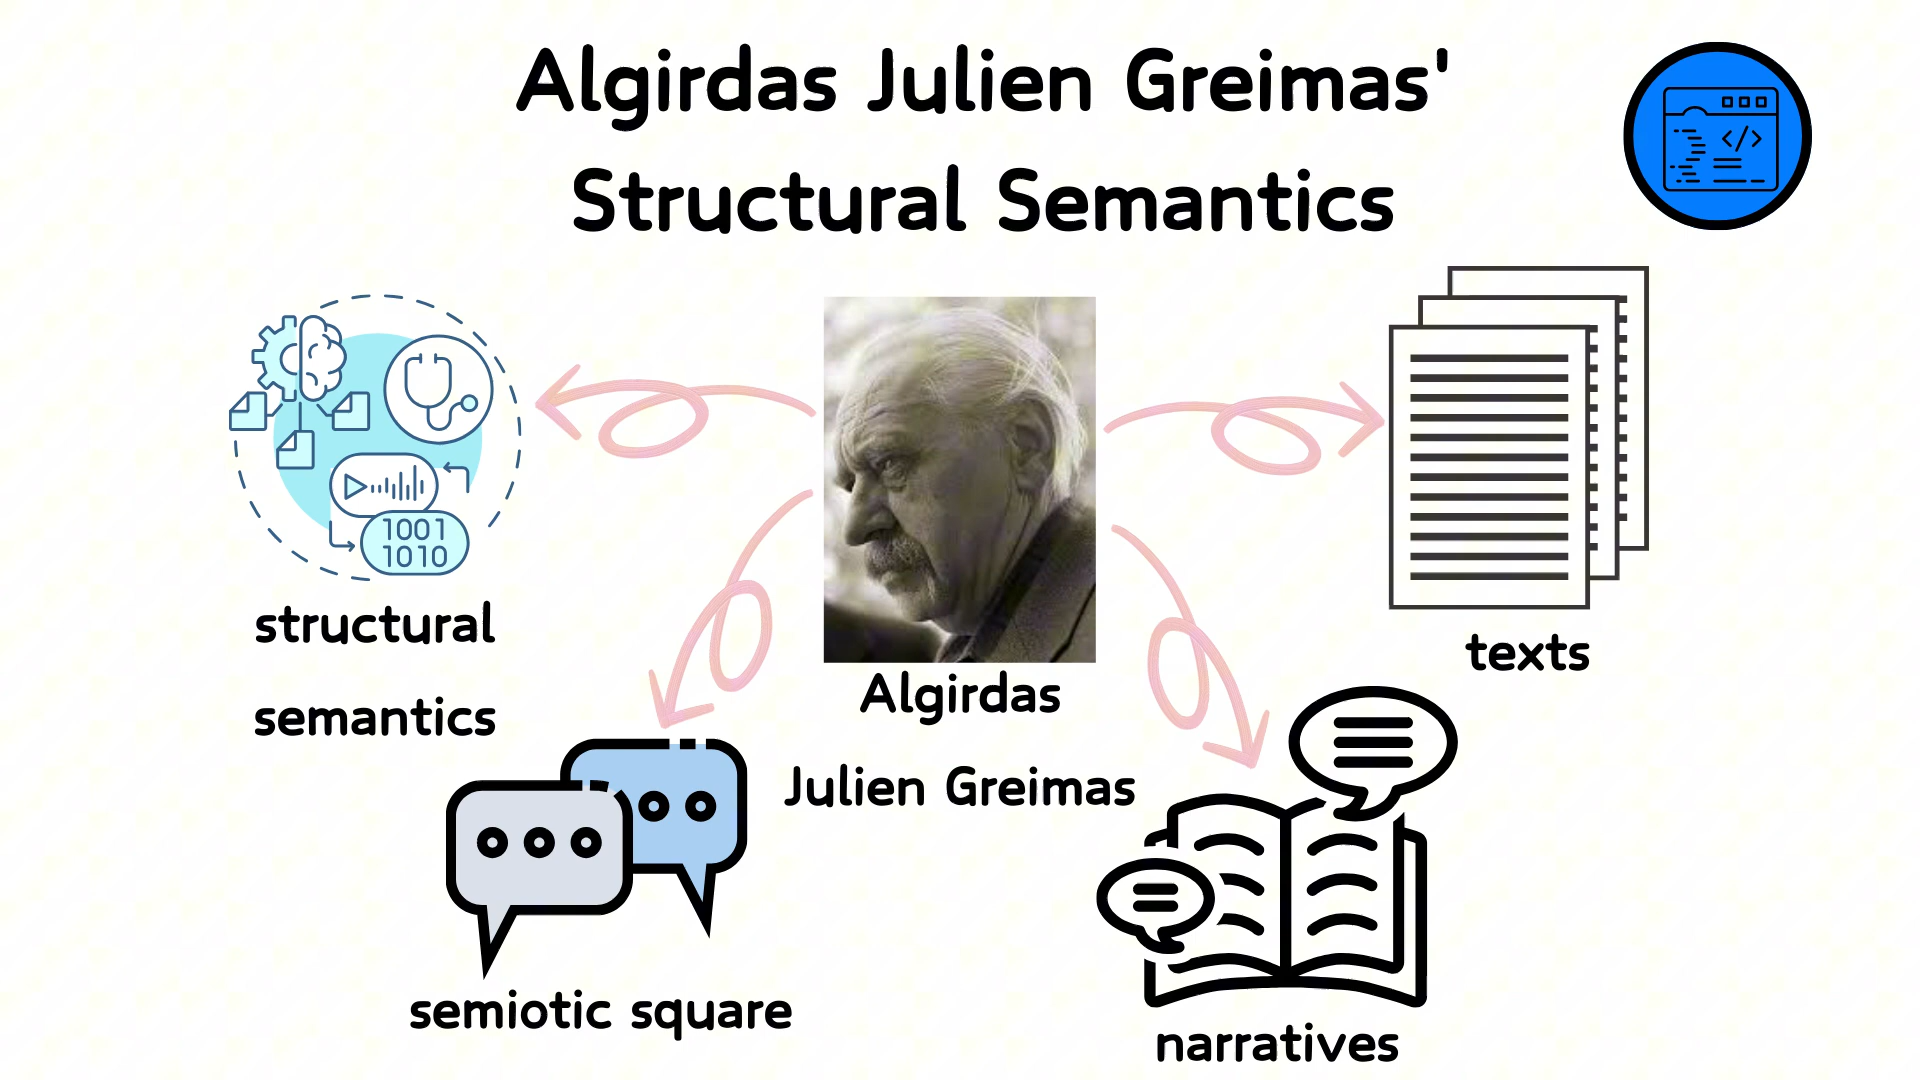 Algirdas Julien Greimas'
Structural Semantics
</>
1001
1010
structural
semantics
Algirdas
Julien Greimas
texts
semiotic square
narratives